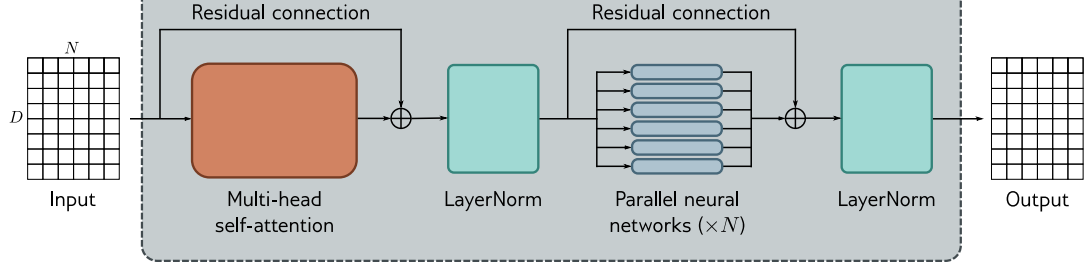 Residual connection
Residual connection
N
D
Input
Multi-head
self-attention
LayerNorm
Parallel neural
networks (×N)
LayerNorm
Output